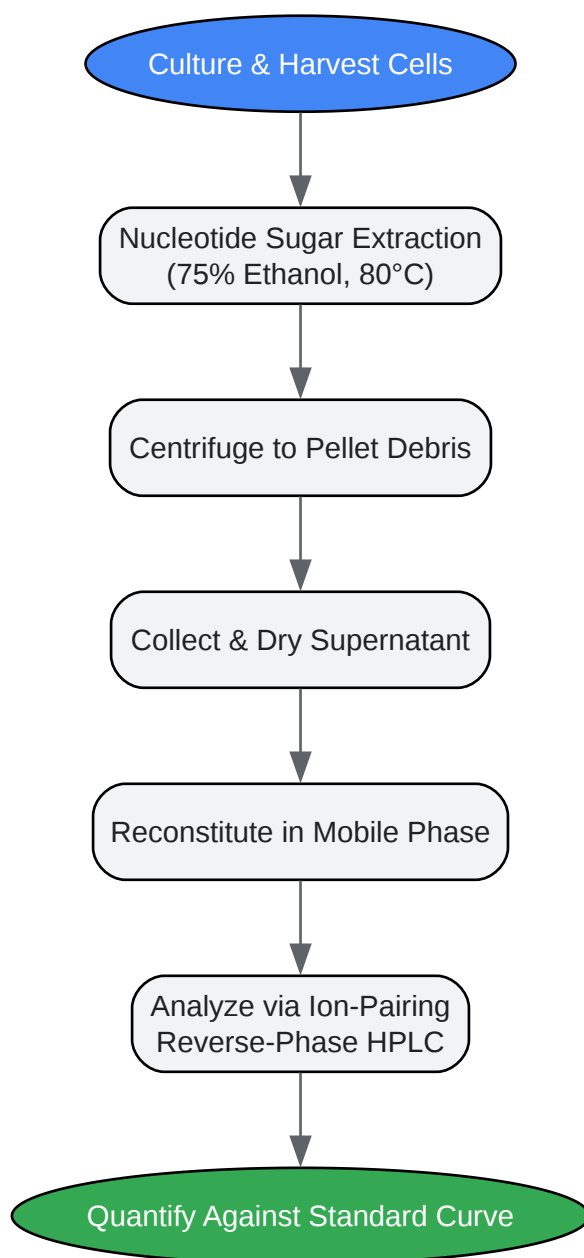 Culture & Harvest Cells
Nucleotide Sugar Extraction
(75% Ethanol, 80°C)
Centrifuge to Pellet Debris
Collect & Dry Supernatant
Reconstitute in Mobile Phase
Analyze via Ion-Pairing
Reverse-Phase HPLC
Quantify Against Standard Curve